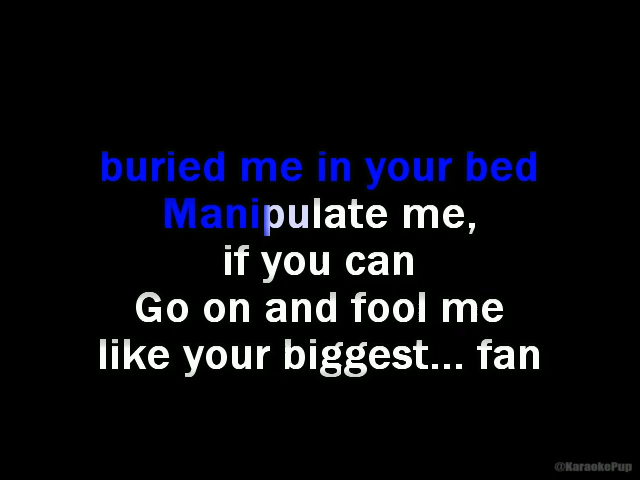 buried me in your bed
Manipulate me,
if you can
Go on and fool me
like your biggest... fan
@KaraokePup